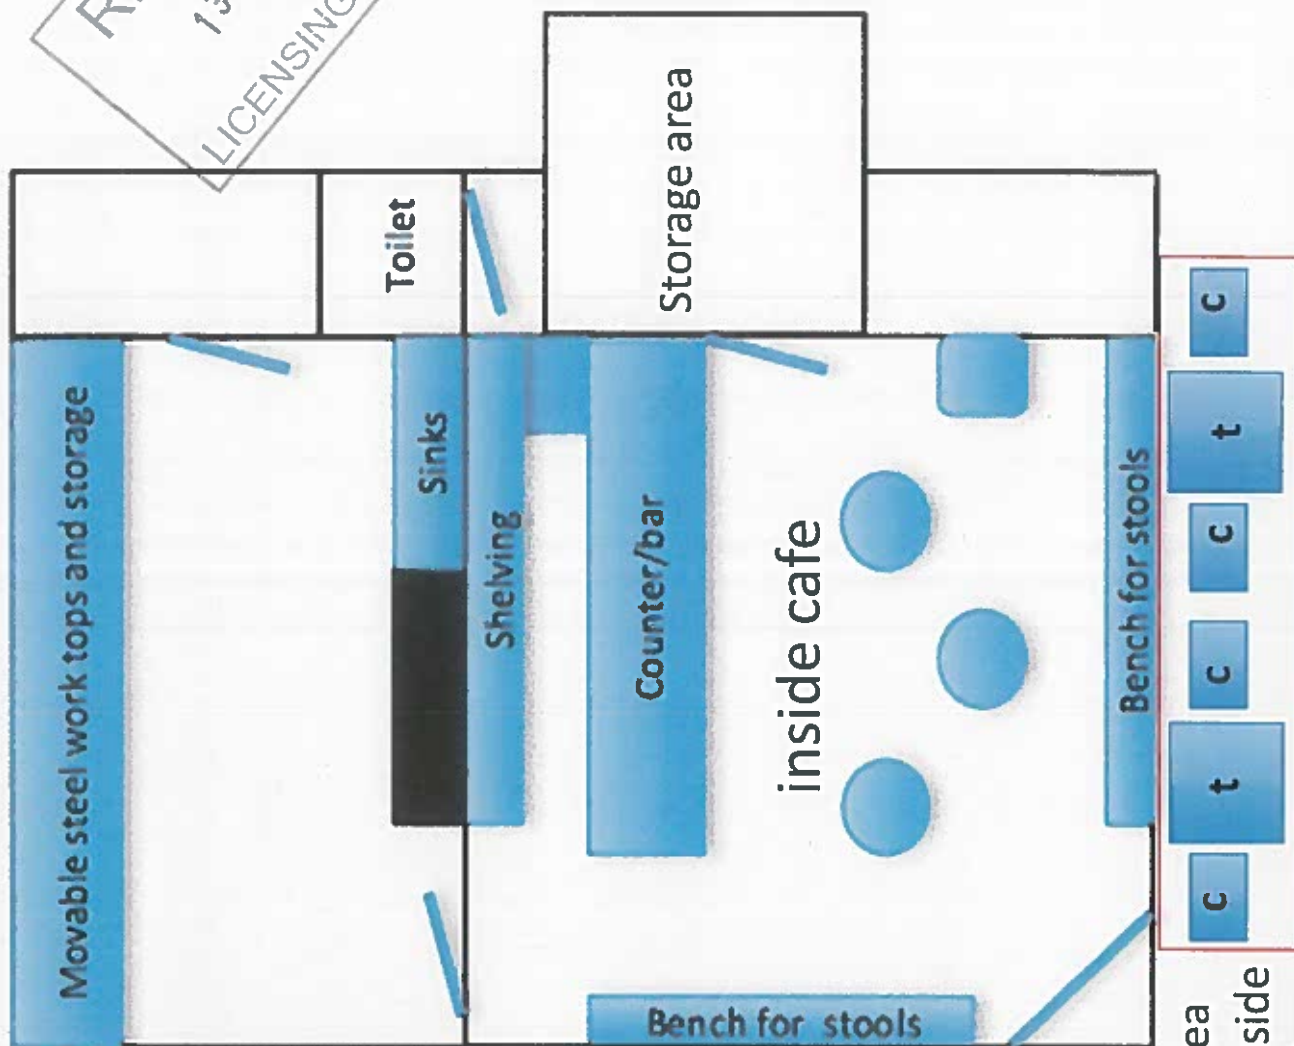 LICENSING
Movable steel work tops and storage
Toilet
Sinks
Shelving
Storage area
Counter/bar
inside cafe
Bench for stools
Bench for stools
c
t
c
c
t
c
side